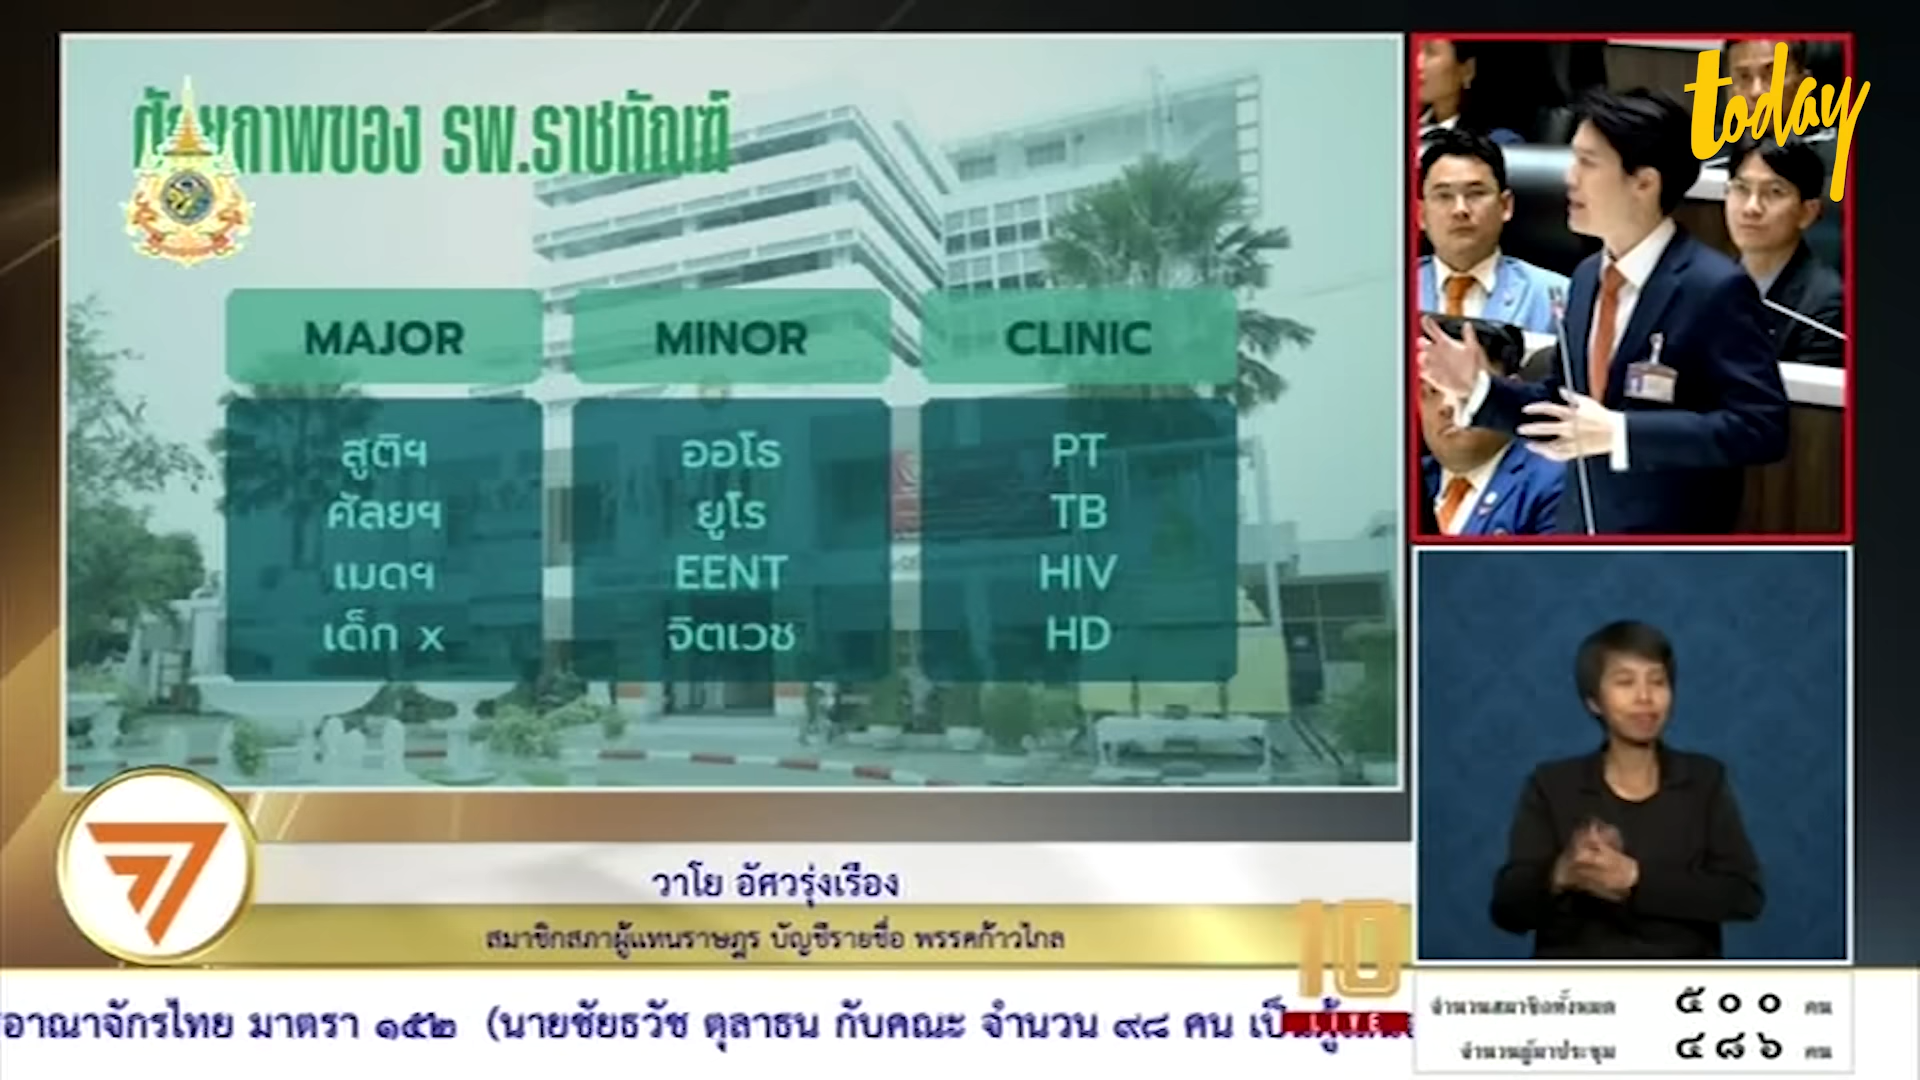 today
ศักยภาพของ รพ.ราชทัณฑ์
MAJOR
สูติฯ
ศัลยฯ
เมดฯ
เด็ก x
MINOR
ออโธ
ยูโร
EENT
จิตเวช
CLINIC
PT
TB
HIV
HD
วาโย อัศวรุ่งเรือง
สมาชิกสภาผู้แทนราษฎร บัญชีรายชื่อ พรรคก้าวไกล
10
LIVE
อาณาจักรไทย มาตรา ๑๕๒ (นายชัยธวัช ตุลาธน กับคณะ จำนวน ๙๘ คน เป็นผู้เสนอ
จำนวนสมาชิกทั้งหมด ๕๐๐ คน
จำนวนผู้มาประชุม ๔๘๖ คน